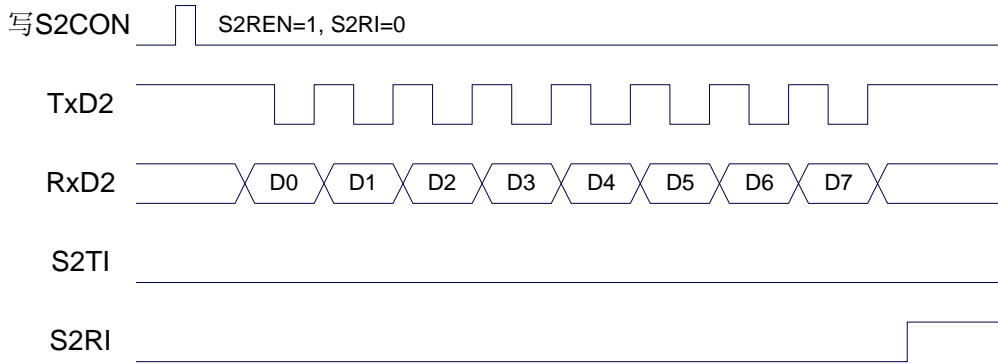 写S2CON
S2REN=1, S2RI=0
TxD2
RxD2
D0 D1 D2 D3 D4 D5 D6 D7
S2TI
S2RI